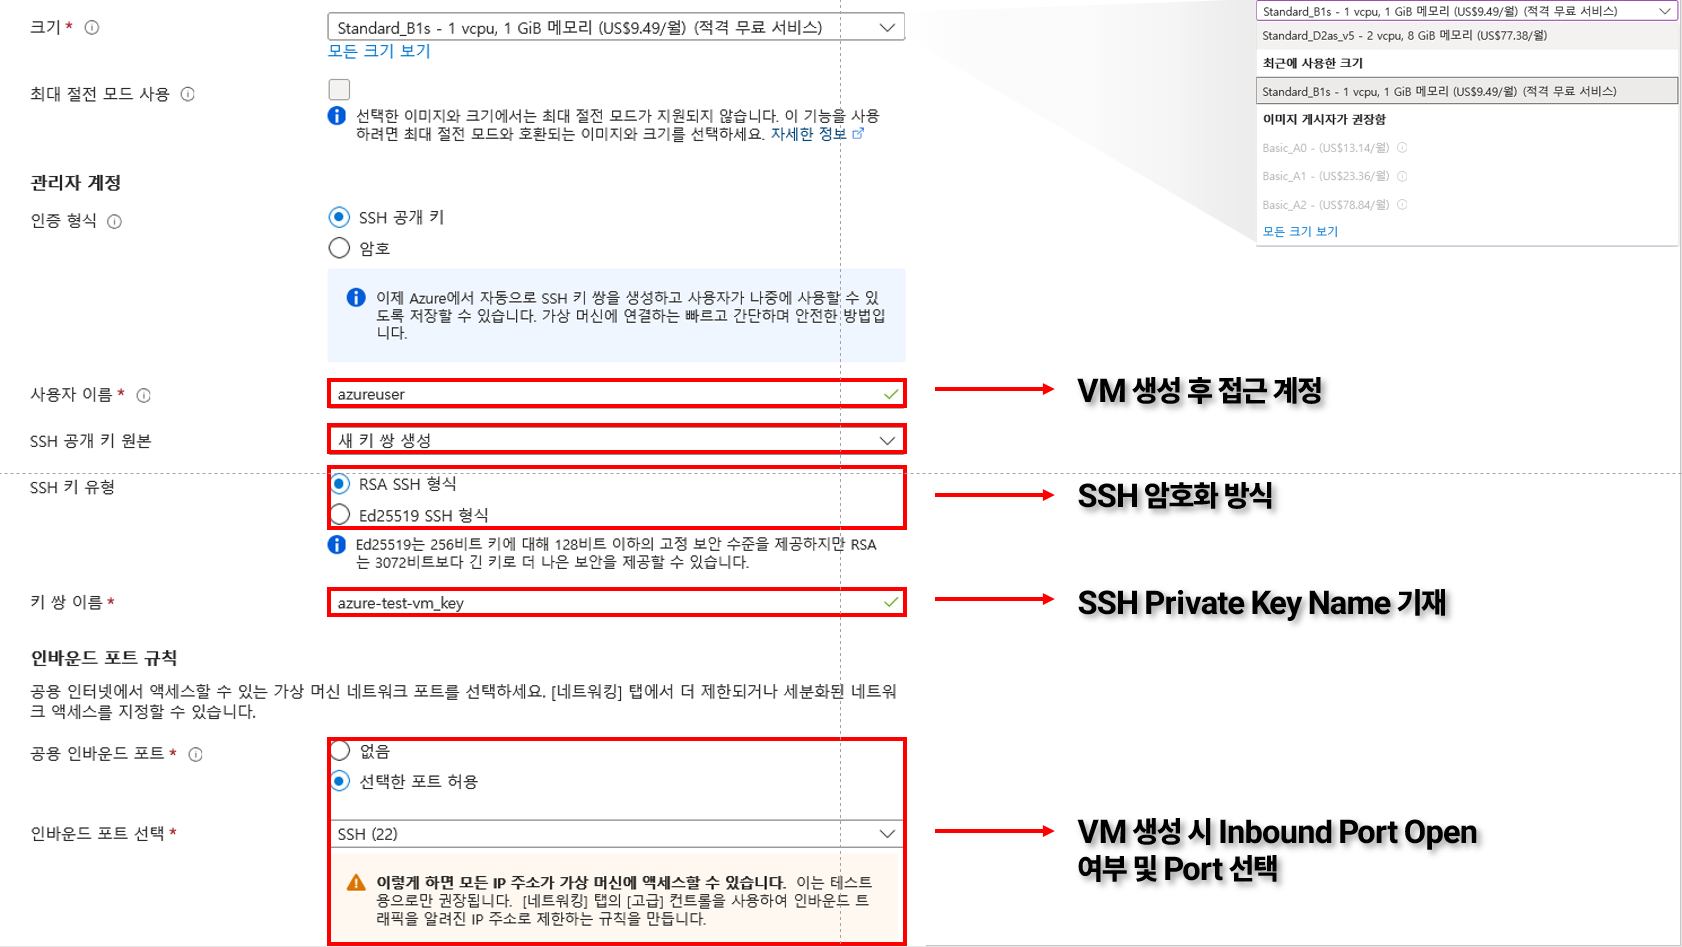 크기 *
Standard_B1s - 1 vcpu, 1 GiB 메모리 (US$9.49/월) (적격 무료 서비스)
모든 크기 보기
최대 절전 모드 사용
선택한 이미지와 크기에서는 최대 절전 모드가 지원되지 않습니다. 이 기능을 사용
하려면 최대 절전 모드와 호환되는 이미지와 크기를 선택하세요. 자세한 정보
Standard_B1s - 1 vcpu, 1 GiB 메모리 (US$9.49/월) (적격 무료 서비스)
Standard_D2as_v5 - 2 vcpu, 8 GiB 메모리 (US$77.38/월)
최근에 사용한 크기
Standard_B1s - 1 vcpu, 1 GiB 메모리 (US$9.49/월) (적격 무료 서비스)
이미지 게시자가 권장함
Basic_A0 - (US$13.14/월)
Basic_A1 - (US$23.36/월)
Basic_A2 - (US$78.84/월)
모든 크기 보기
관리자 계정
인증 형식
SSH 공개 키
암호
이제 Azure에서 자동으로 SSH 키 쌍을 생성하고 사용자가 나중에 사용할 수 있
도록 저장할 수 있습니다. 가상 머신에 연결하는 빠르고 간단하며 안전한 방법입
니다.
사용자 이름 *
azureuser
VM 생성 후 접근 계정
SSH 공개 키 원본
새 키 쌍 생성
SSH 키 유형
RSA SSH 형식
Ed25519 SSH 형식
SSH 암호화 방식
Ed25519는 256비트 키에 대해 128비트 이하의 고정 보안 수준을 제공하지만 RSA
는 3072비트보다 긴 키로 더 나은 보안을 제공할 수 있습니다.
키 쌍 이름 *
azure-test-vm_key
SSH Private Key Name 기재
인바운드 포트 규칙
공용 인터넷에서 액세스할 수 있는 가상 머신 네트워크 포트를 선택하세요. [네트워킹] 탭에서 더 제한되거나 세분화된 네트워
크 액세스를 지정할 수 있습니다.
공용 인바운드 포트 *
없음
선택한 포트 허용
인바운드 포트 선택 *
SSH (22)
이렇게 하면 모든 IP 주소가 가상 머신에 액세스할 수 있습니다. 이는 테스트
용으로만 권장됩니다. [네트워킹] 탭의 [고급] 컨트롤을 사용하여 인바운드 트
래픽을 알려진 IP 주소로 제한하는 규칙을 만듭니다.
VM 생성 시 Inbound Port Open
여부 및 Port 선택